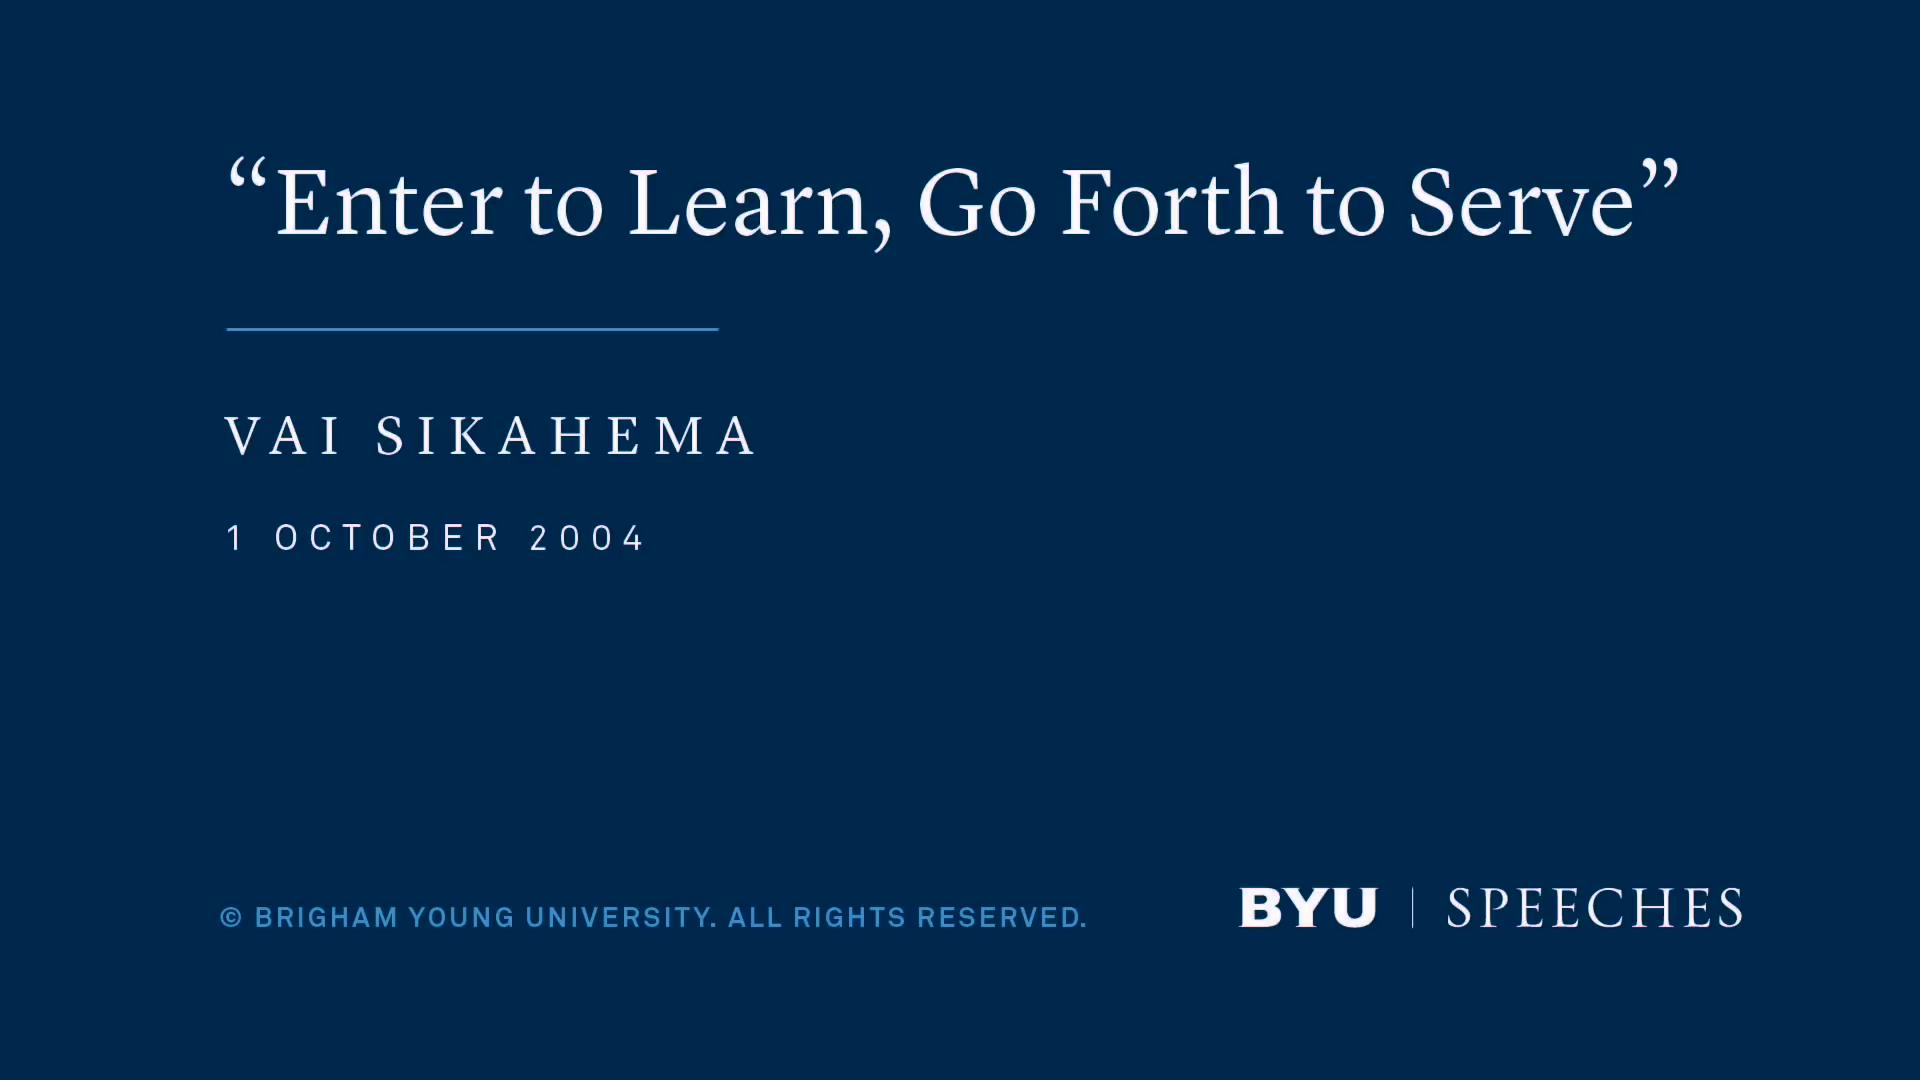 “Enter to Learn, Go Forth to Serve”
VAI SIKAHEMA
1 OCTOBER 2004
© BRIGHAM YOUNG UNIVERSITY. ALL RIGHTS RESERVED.
BYU | SPEECHES